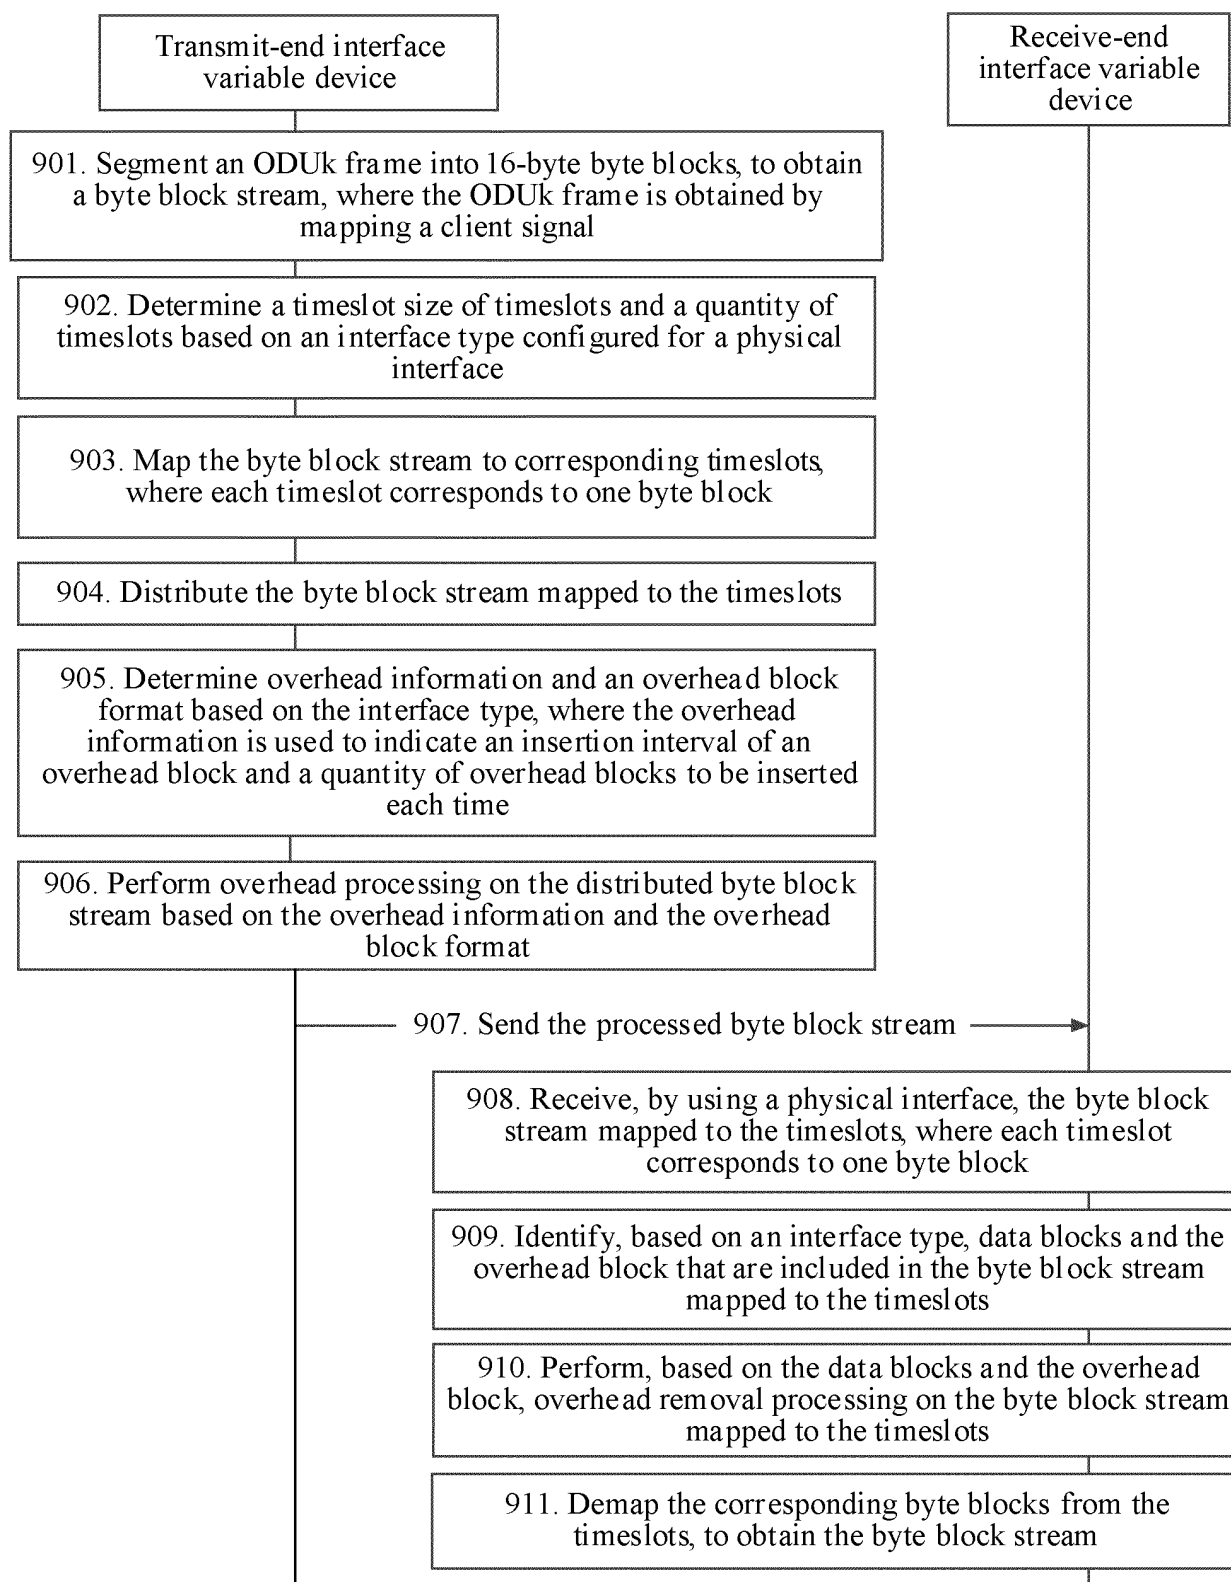 Transmit-end interface
variable device
Receive-end
interface variable
device
901. Segment an ODUk frame into 16-byte byte blocks, to obtain
a byte block stream, where the ODUk frame is obtained by
mapping a client signal
902. Determine a timeslot size of timeslots and a quantity of
timeslots based on an interface type configured for a physical
interface
903. Map the byte block stream to corresponding timeslots,
where each timeslot corresponds to one byte block
904. Distribute the byte block stream mapped to the timeslots
905. Determine overhead information and an overhead block
format based on the interface type, where the overhead
information is used to indicate an insertion interval of an
overhead block and a quantity of overhead blocks to be inserted
each time
906. Perform overhead processing on the distributed byte block
stream based on the overhead information and the overhead
block format
907. Send the processed byte block stream
908. Receive, by using a physical interface, the byte block
stream mapped to the timeslots, where each timeslot
corresponds to one byte block
909. Identify, based on an interface type, data blocks and the
overhead block that are included in the byte block stream
mapped to the timeslots
910. Perform, based on the data blocks and the overhead
block, overhead removal processing on the byte block stream
mapped to the timeslots
911. Demap the corresponding byte blocks from the
timeslots, to obtain the byte block stream